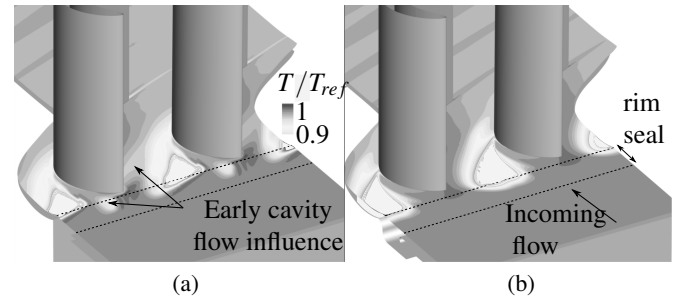 T/T_ref
1
0.9
Early cavity
flow influence
(a)
rim
seal
Incoming
flow
(b)